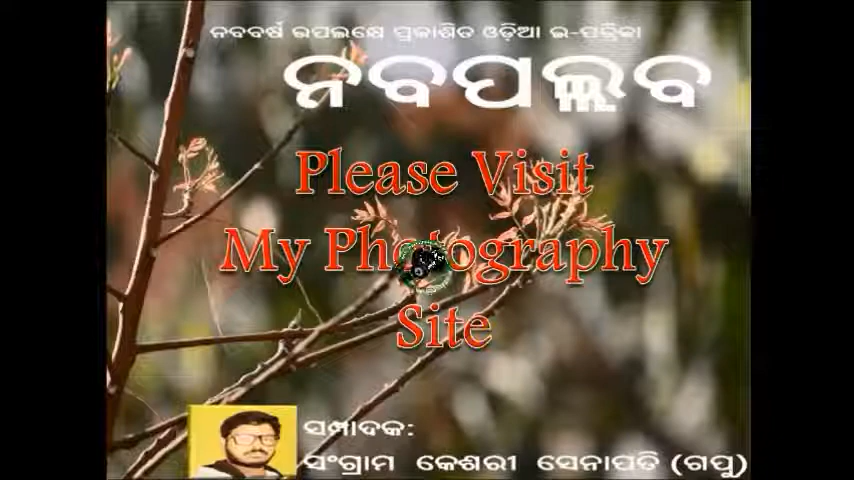 ନବବର୍ଷ ଉପଲକ୍ଷେ ପ୍ରକାଶିତ ଓଡ଼ିଆ ଇ-ପତ୍ରିକା
ନବପଲ୍ଲବ
Please Visit
My Photography
Site
ସମ୍ପାଦକ:
ସଂଗ୍ରାମ କେଶରୀ ସେନାପତି (ଗପୁ)